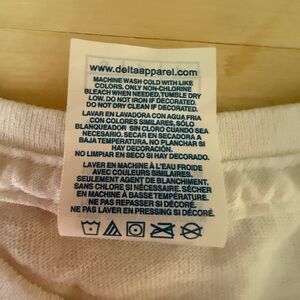 www.deltaapparel.com
MACHINE WASH COLD WITH LIKE
COLORS. ONLY NON-CHLORINE
BLEACH WHEN NEEDED, TUMBLE DRY
LOW. DO NOT IRON IF DECORATED.
DO NOT DRY CLEAN IF DECORATED.
LAVAR EN LAVADORA CON AGUA FRIA
CON COLORES SIMILARES. SÓLO
BLANQUEADOR SIN CLORO CUANDO SEA
NECESARIO. SECAR EN SECADORA A
BAJA TEMPERATURA. NO PLANCHAR SI
HAY DECORACIÓN.
NO LIMPIAR EN SECO SI HAY DECORADO.
LAVER EN MACHINE À L'EAU FROIDE
AVEC COULEURS SIMILAIRES.
SEULEMENT AGENT DE BLANCHIMENT.
SANS CHLORE SI NÉCESSAIRE. SÉCHER
EN MACHINE À BASSE TEMPÉRATURE.
NE PAS REPASSER SI DÉCORÉ.
NE PAS LAVER EN PRESSING SI DÉCORÉ.